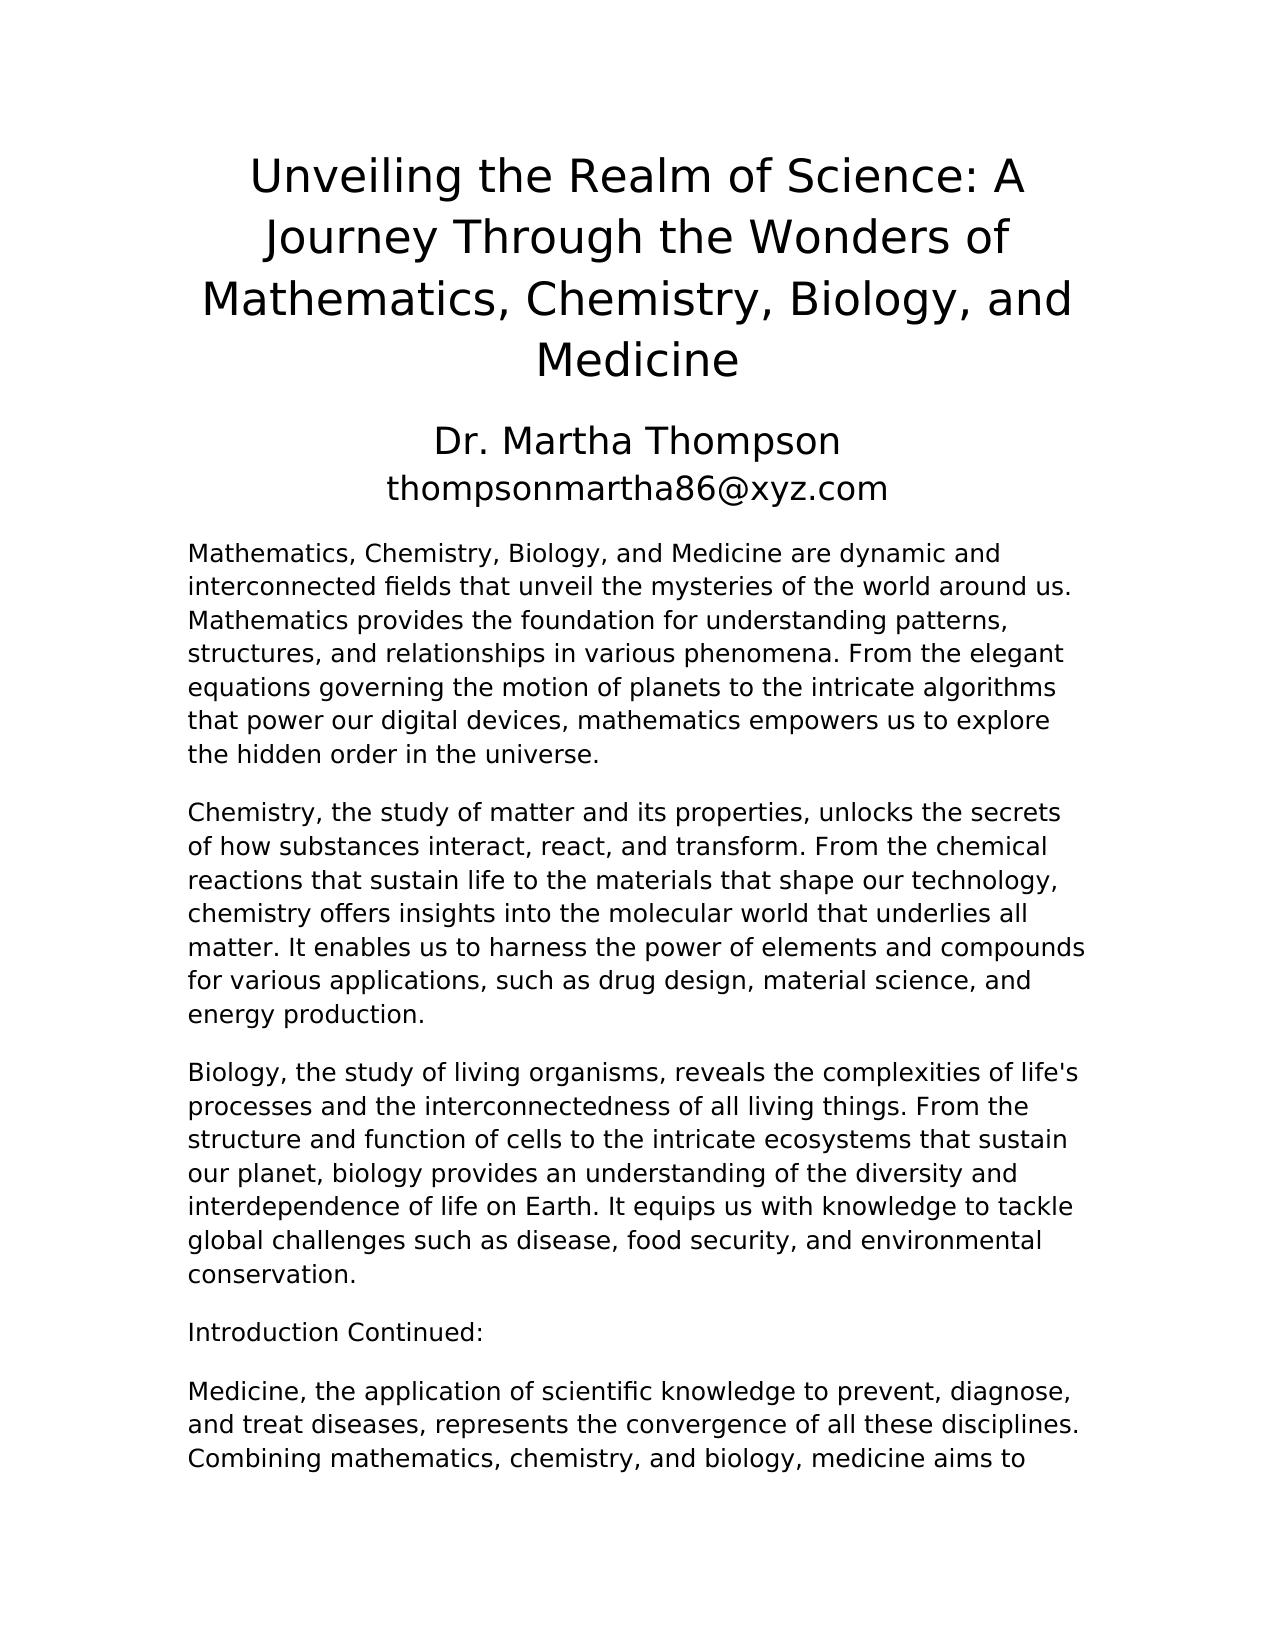 Unveiling the Realm of Science: A
Journey Through the Wonders of
Mathematics, Chemistry, Biology, and
Medicine
Dr. Martha Thompson
thompsonmartha86@xyz.com
Mathematics, Chemistry, Biology, and Medicine are dynamic and
interconnected fields that unveil the mysteries of the world around us.
Mathematics provides the foundation for understanding patterns,
structures, and relationships in various phenomena. From the elegant
equations governing the motion of planets to the intricate algorithms
that power our digital devices, mathematics empowers us to explore
the hidden order in the universe.
Chemistry, the study of matter and its properties, unlocks the secrets
of how substances interact, react, and transform. From the chemical
reactions that sustain life to the materials that shape our technology,
chemistry offers insights into the molecular world that underlies all
matter. It enables us to harness the power of elements and compounds
for various applications, such as drug design, material science, and
energy production.
Biology, the study of living organisms, reveals the complexities of life's
processes and the interconnectedness of all living things. From the
structure and function of cells to the intricate ecosystems that sustain
our planet, biology provides an understanding of the diversity and
interdependence of life on Earth. It equips us with knowledge to tackle
global challenges such as disease, food security, and environmental
conservation.
Introduction Continued:
Medicine, the application of scientific knowledge to prevent, diagnose,
and treat diseases, represents the convergence of all these disciplines.
Combining mathematics, chemistry, and biology, medicine aims to